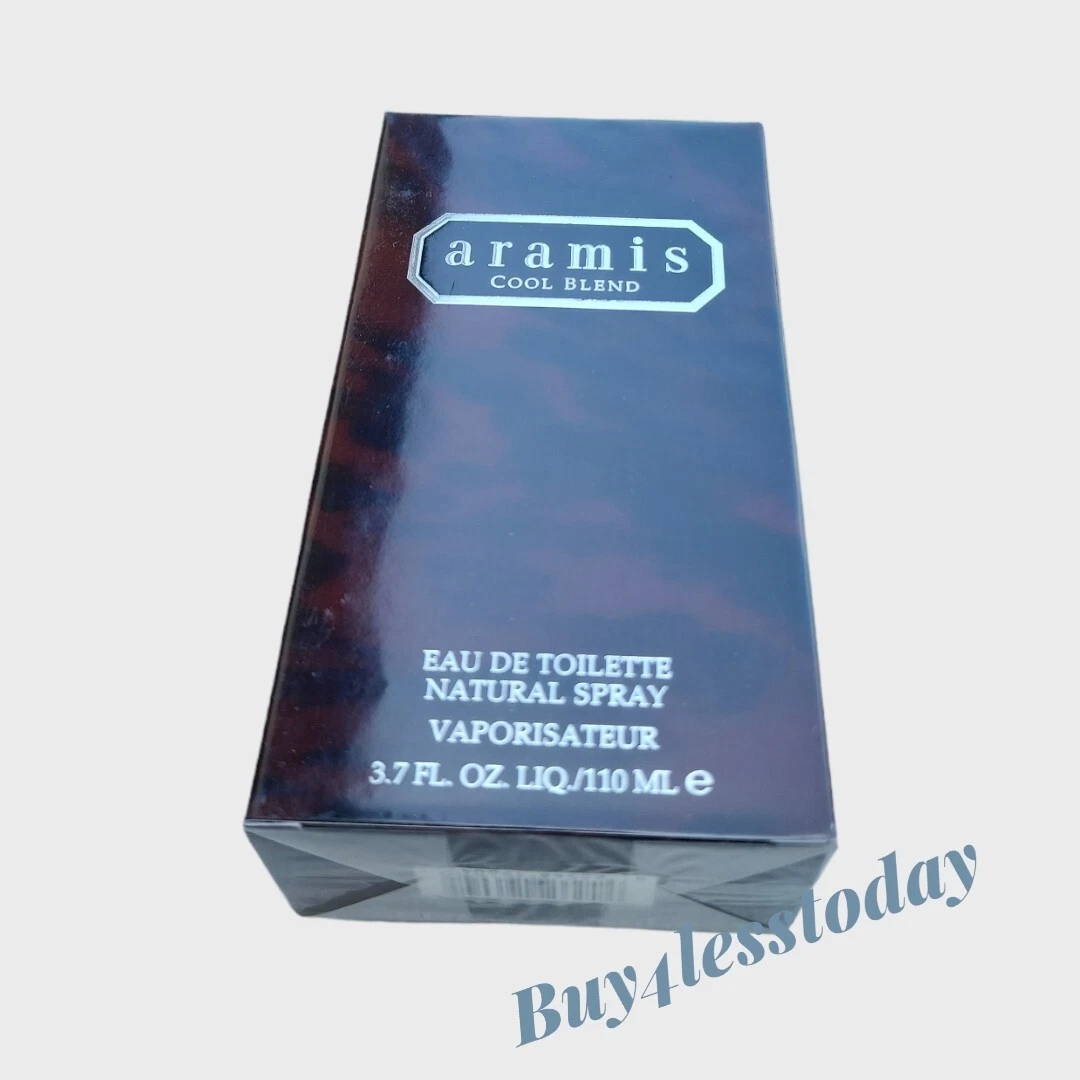 aramis
COOL BLEND
EAU DE TOILETTE
NATURAL SPRAY
VAPORISATEUR
3.7 FL. OZ. LIQ./110 ML e
Buy4lesstoday